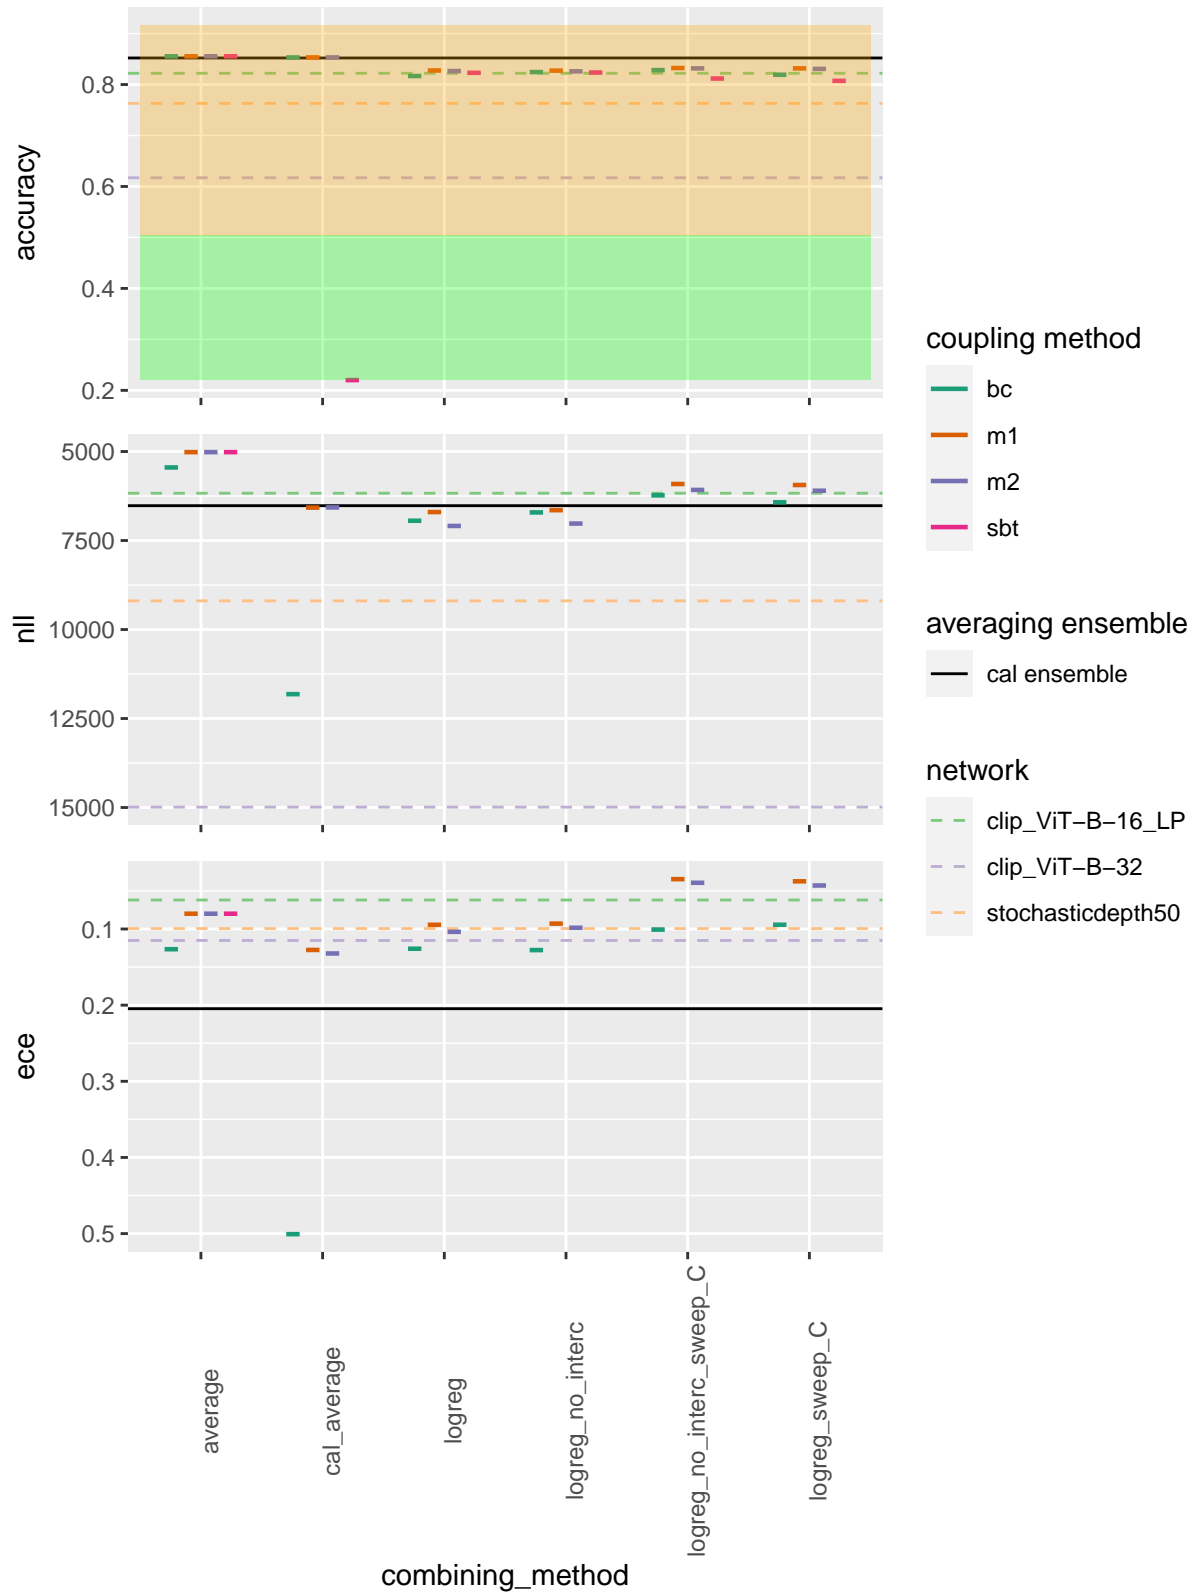 accuracy
0.8
0.6
0.4
0.2
nll
5000
7500
10000
12500
15000
ece
0.1
0.2
0.3
0.4
0.5
average
cal_average
logreg
logreg_no_interc
logreg_no_interc_sweep_C
logreg_sweep_C
combining_method
coupling method
bc
m1
m2
sbt
averaging ensemble
cal ensemble
network
clip_ViT−B−16_LP
clip_ViT−B−32
stochasticdepth50